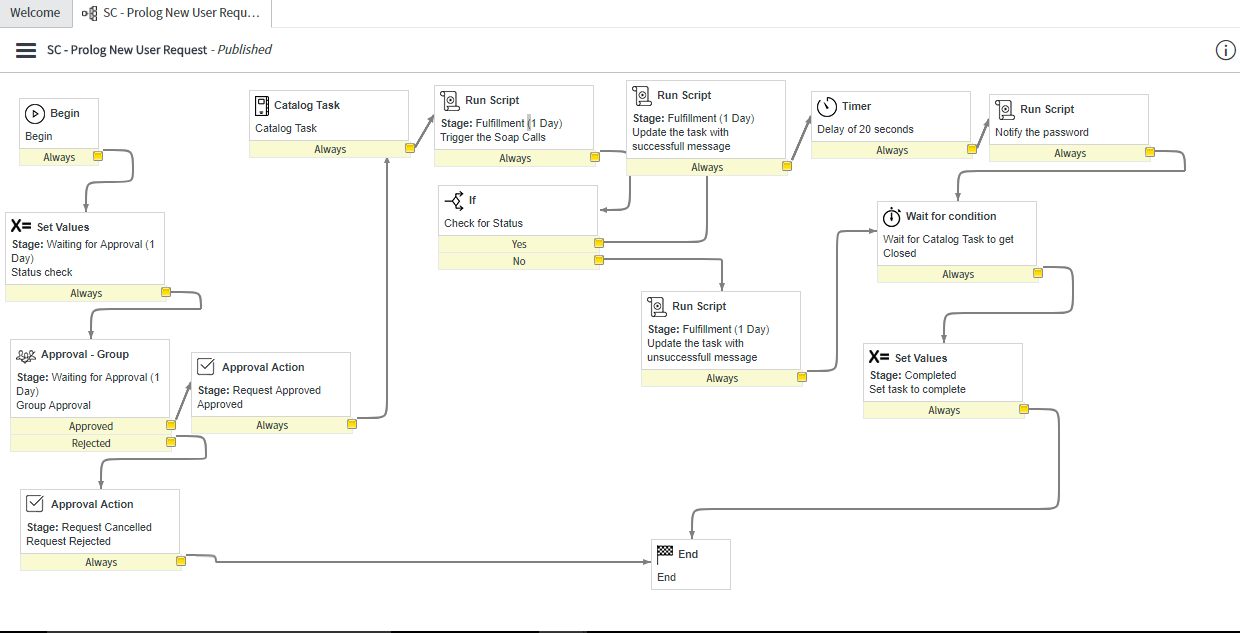 Welcome
SC - Prolog New User Requ…
SC - Prolog New User Request - Published
Begin
Begin
Always
Set Values
Stage: Waiting for Approval (1
Day)
Status check
Always
Approval - Group
Stage: Waiting for Approval (1
Day)
Group Approval
Approved
Rejected
Approval Action
Stage: Request Approved
Approved
Always
Approval Action
Stage: Request Cancelled
Request Rejected
Always
Catalog Task
Catalog Task
Always
Run Script
Stage: Fulfillment (1 Day)
Trigger the Soap Calls
Always
If
Check for Status
Yes
No
Run Script
Stage: Fulfillment (1 Day)
Update the task with
successfull message
Always
Run Script
Stage: Fulfillment (1 Day)
Update the task with
unsuccessfull message
Always
Timer
Delay of 20 seconds
Always
Run Script
Notify the password
Always
Wait for condition
Wait for Catalog Task to get
Closed
Always
Set Values
Stage: Completed
Set task to complete
Always
End
End